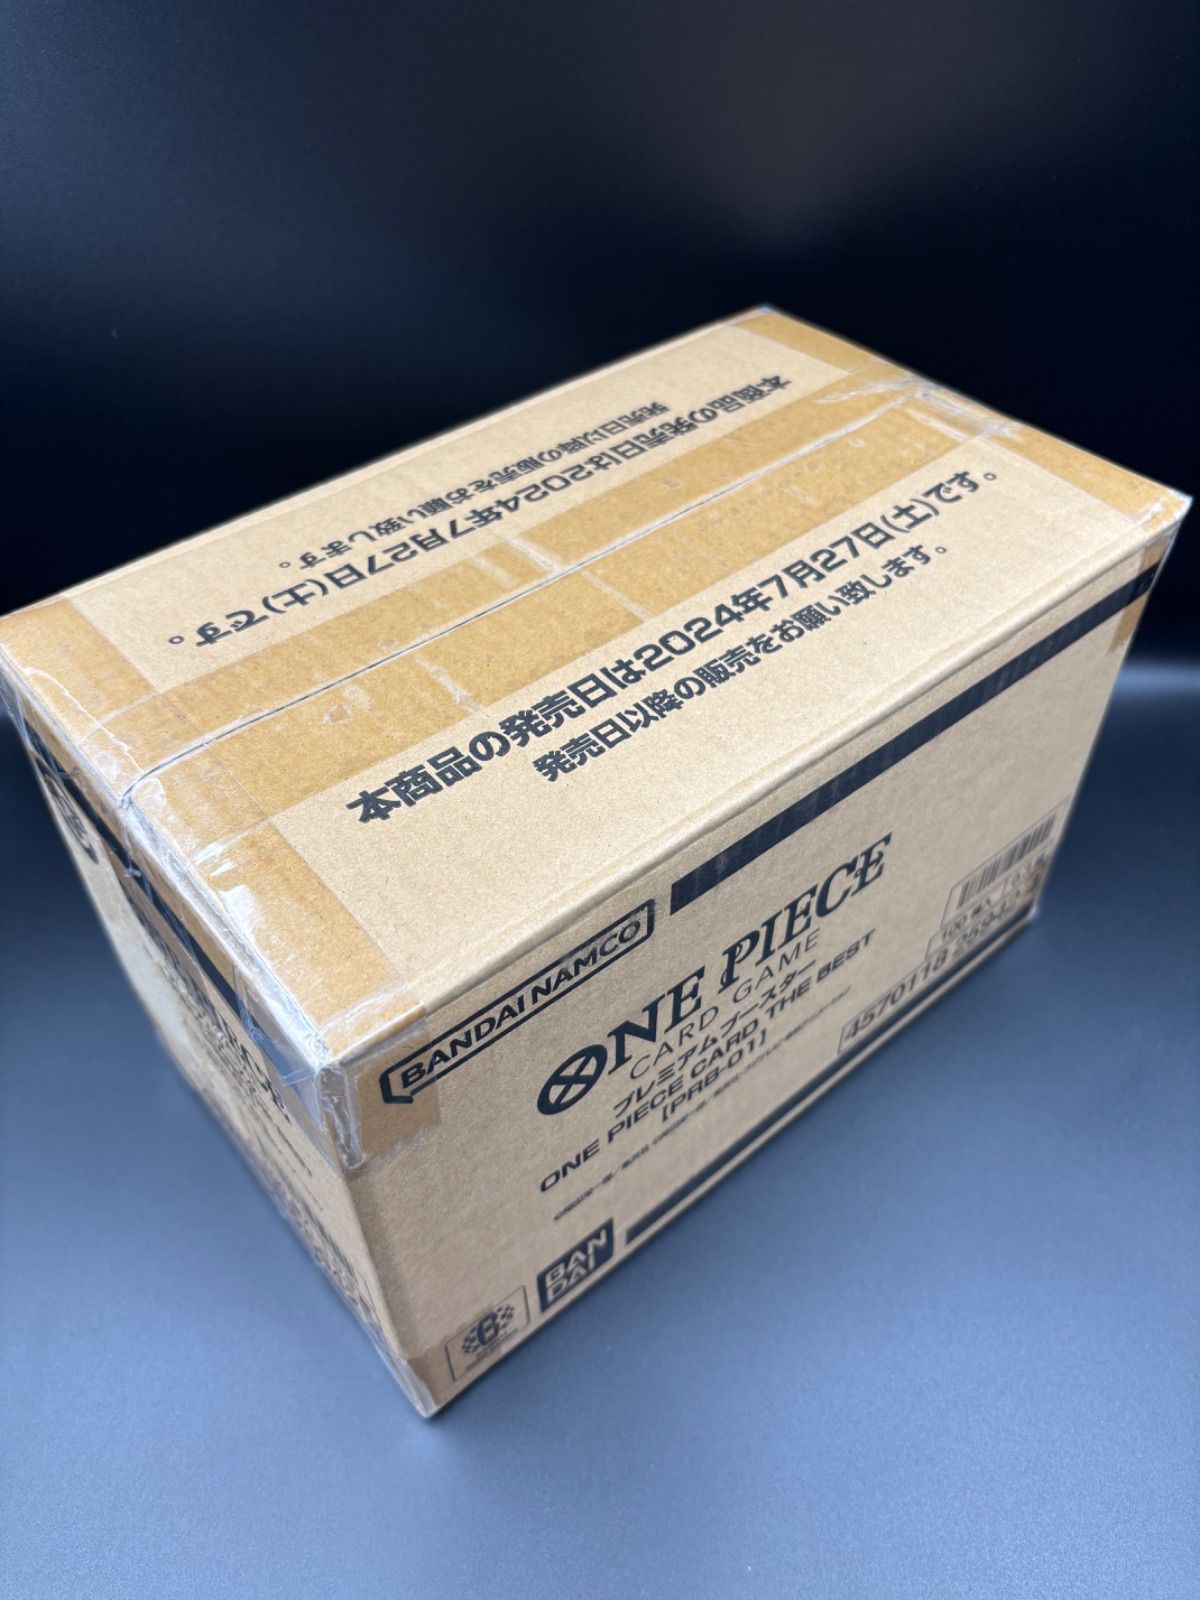 本商品の発売日は2024年7月27日(土)です。
発売日以降の販売をお願い致します。
本商品の発売日は2024年7月27日(土)です。
発売日以降の販売をお願い致します。
BANDAI NAMCO
ONE PIECE
CARD GAME
プレミアムブースター
ONE PIECE CARD THE BEST
[PRB-01]
BAN
DAI
4570118